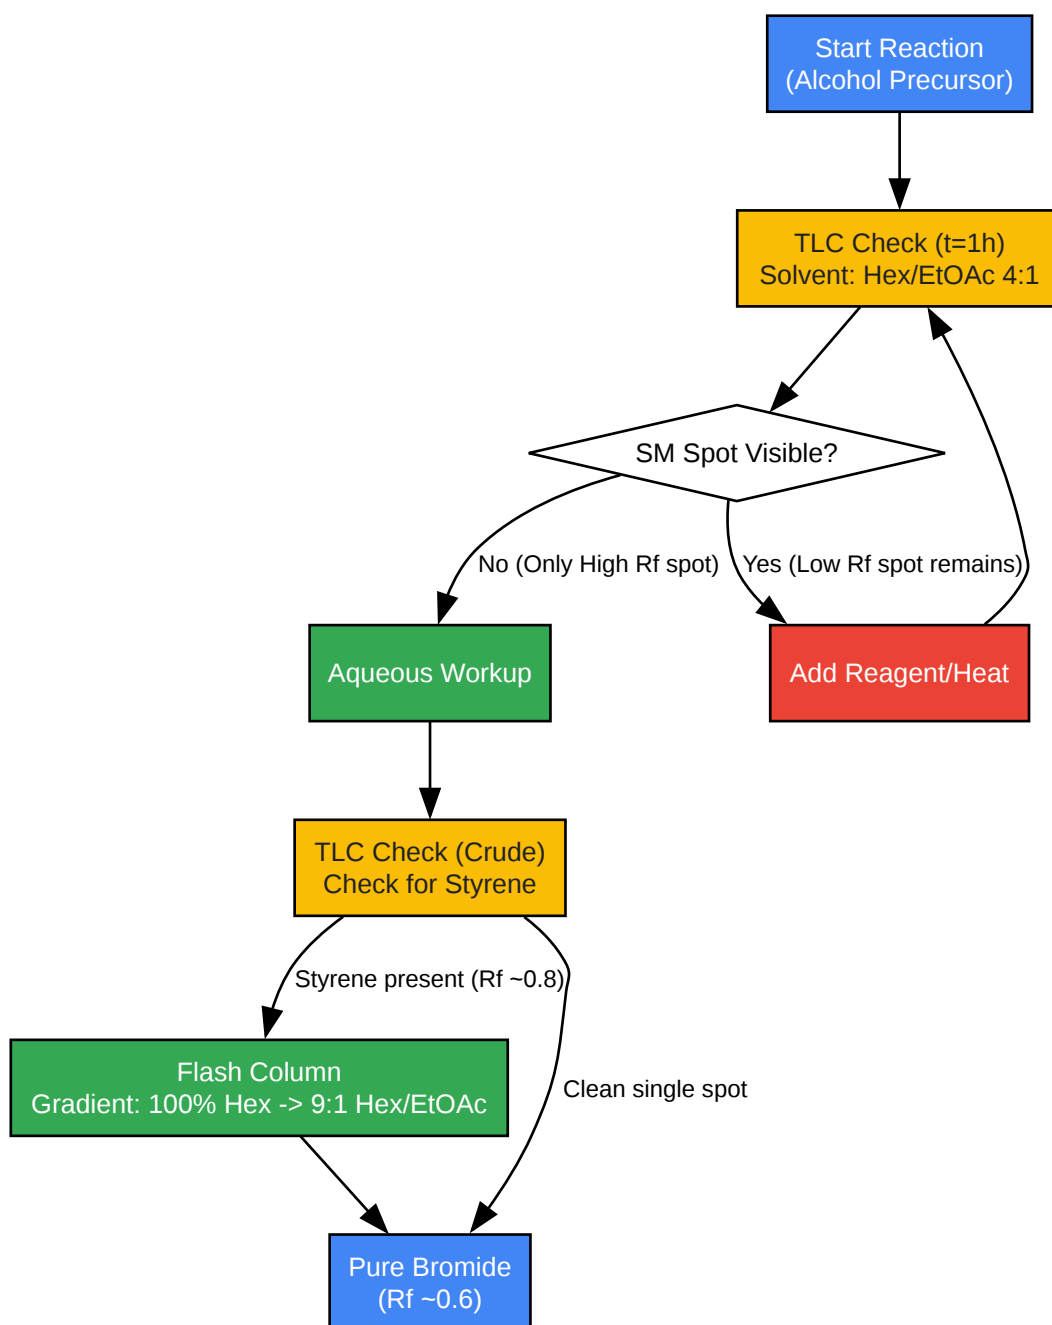 Start Reaction
(Alcohol Precursor)
TLC Check (t=1h)
Solvent: Hex/EtOAc 4:1
SM Spot Visible?
No (Only High Rf spot)
Yes (Low Rf spot remains)
Aqueous Workup
Add Reagent/Heat
TLC Check (Crude)
Check for Styrene
Styrene present (Rf ~0.8)
Flash Column
Gradient: 100% Hex -> 9:1 Hex/EtOAc
Clean single spot
Pure Bromide
(Rf ~0.6)